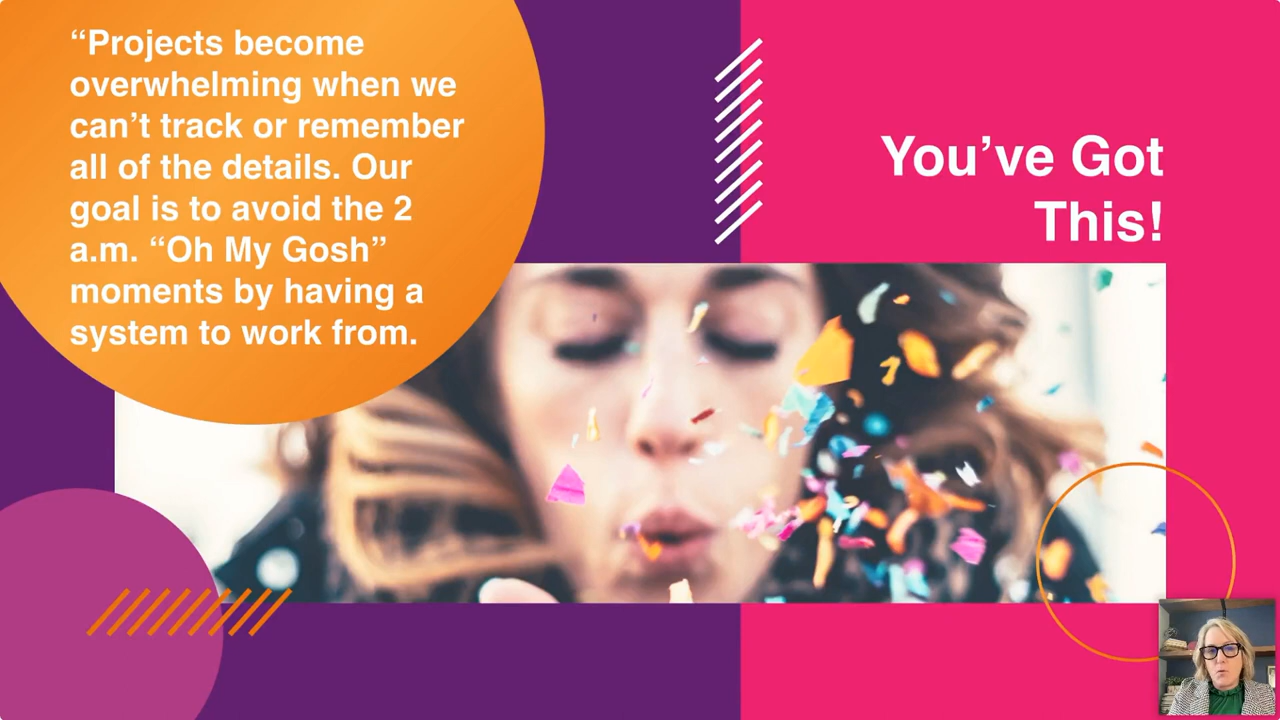 “Projects become
overwhelming when we
can’t track or remember
all of the details. Our
goal is to avoid the 2
a.m. “Oh My Gosh”
moments by having a
system to work from.
You’ve Got
This!